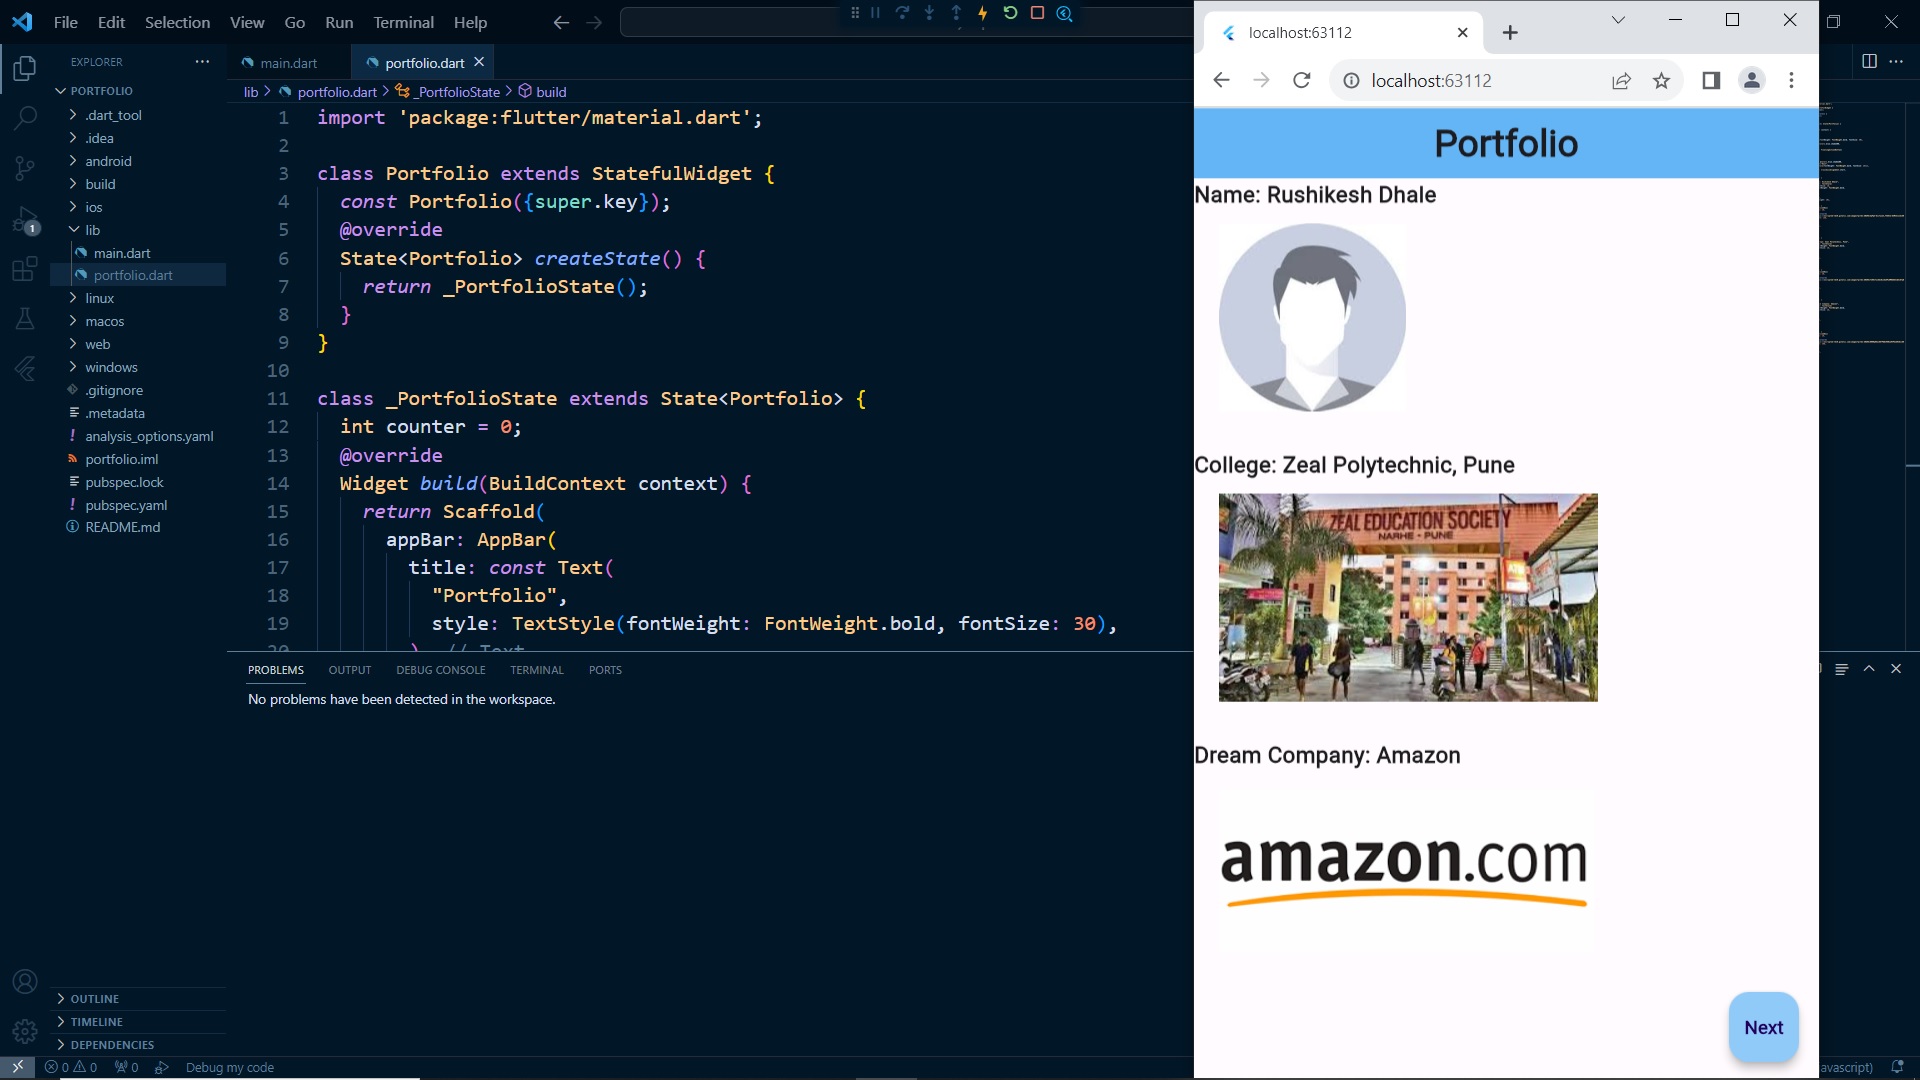 File Edit Selection View Go Run Terminal Help
EXPLORER
PORTFOLIO
.dart_tool
.idea
android
build
ios
lib
main.dart
portfolio.dart
linux
macos
web
windows
.gitignore
.metadata
analysis_options.yaml
portfolio.iml
pubspec.lock
pubspec.yaml
README.md
OUTLINE
TIMELINE
DEPENDENCIES
1
main.dart portfolio.dart
lib > portfolio.dart > _PortfolioState > build
1 import 'package:flutter/material.dart';
2
3 class Portfolio extends StatefulWidget {
4 const Portfolio({super.key});
5 @override
6 State<Portfolio> createState() {
7 return _PortfolioState();
8 }
9 }
10
11 class _PortfolioState extends State<Portfolio> {
12 int counter = 0;
13 @override
14 Widget build(BuildContext context) {
15 return Scaffold(
16 appBar: AppBar(
17 title: const Text(
18 "Portfolio",
19 style: TextStyle(fontWeight: FontWeight.bold, fontSize: 30),
20 ) // Text
PROBLEMS OUTPUT DEBUG CONSOLE TERMINAL PORTS
No problems have been detected in the workspace.
0 0 0 Debug my code
avascript)
localhost:63112
localhost:63112
Portfolio
Name: Rushikesh Dhale
College: Zeal Polytechnic, Pune
ZEAL EDUCATION SOCIETY
NARHE - PUNE
Dream Company: Amazon
amazon.com
Next